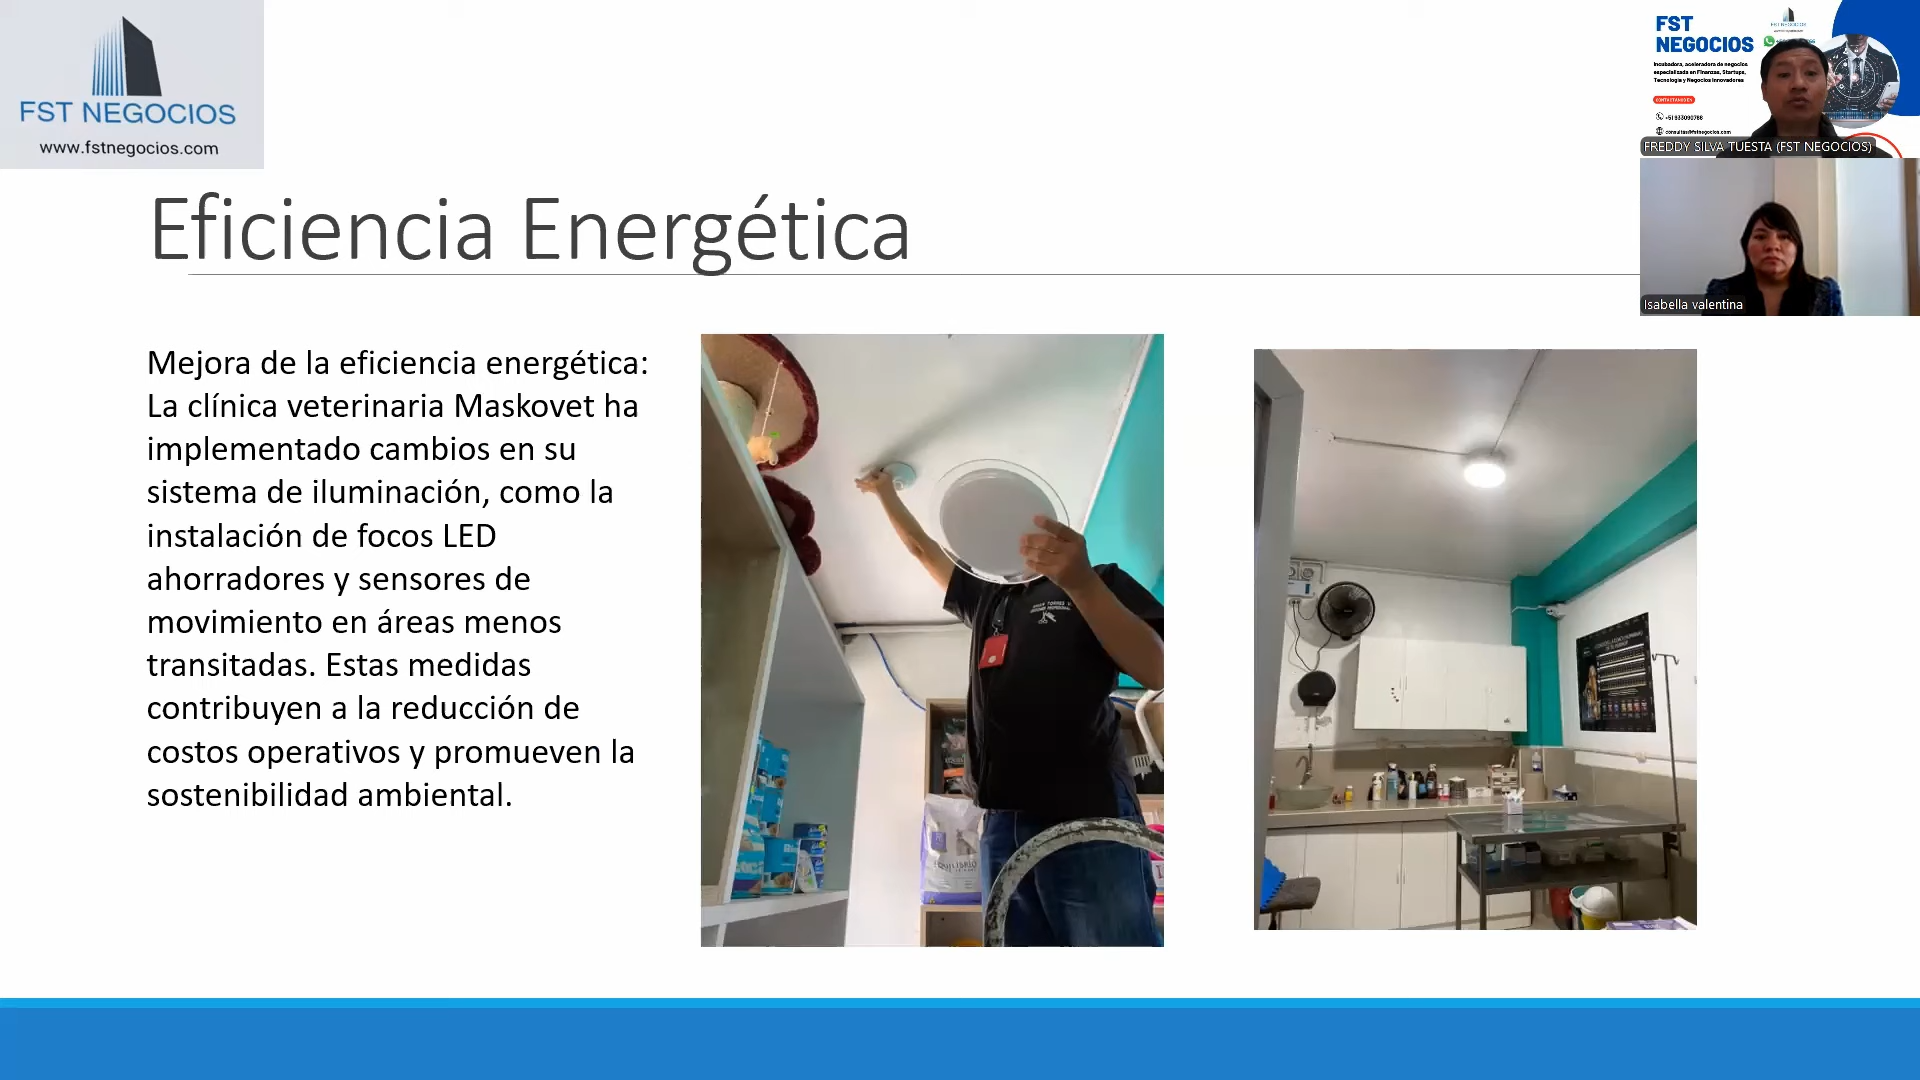 FST NEGOCIOS
www.fstnegocios.com
Eficiencia Energética
Mejora de la eficiencia energética:
La clínica veterinaria Maskovet ha
implementado cambios en su
sistema de iluminación, como la
instalación de focos LED
ahorradores y sensores de
movimiento en áreas menos
transitadas. Estas medidas
contribuyen a la reducción de
costos operativos y promueven la
sostenibilidad ambiental.
FST
NEGOCIOS
Incubadora, aceleradora de negocios
especializada en Finanzas, Startups,
Tecnología y Negocios Innovadores
CONTÁCTANOS EN
consultas@fstnegocios.com
FREDDY SILVA TUESTA (FST NEGOCIOS)
Isabella valentina